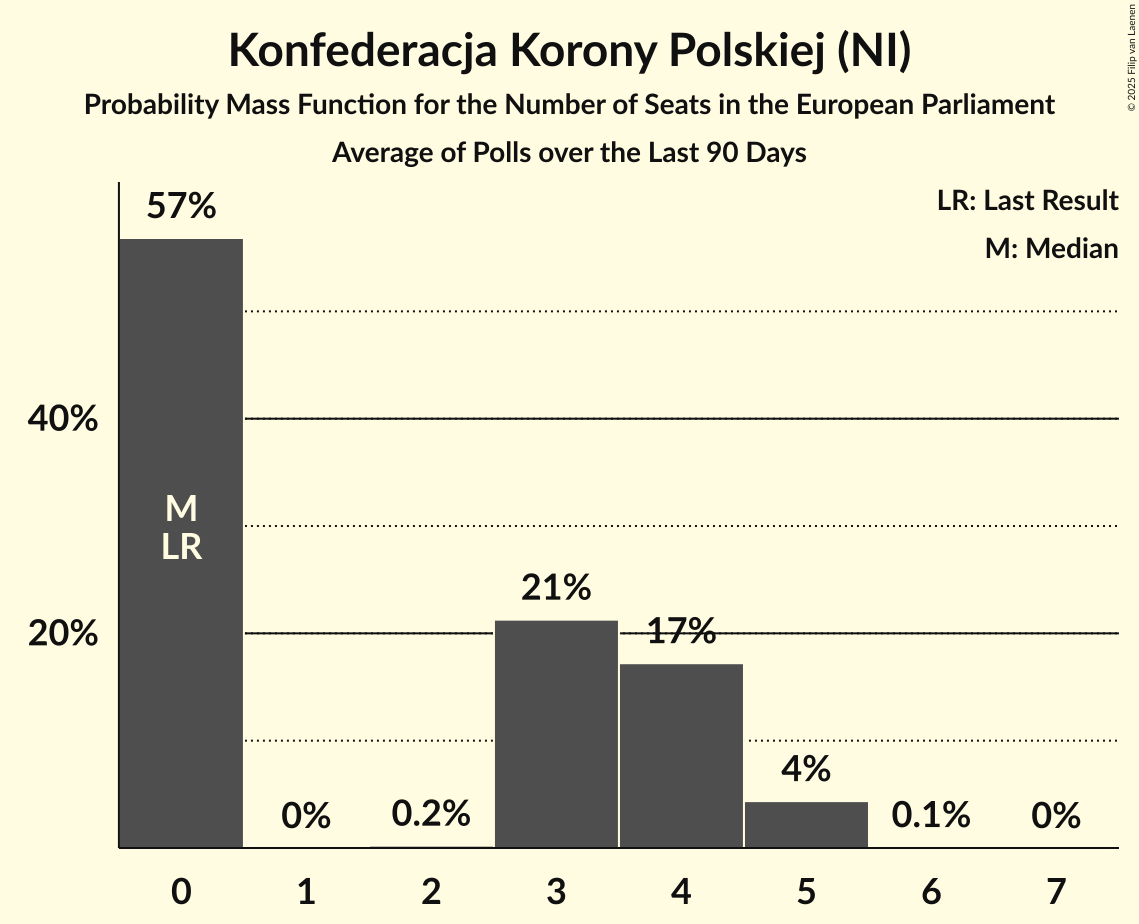 Konfederacja Korony Polskiej (NI)
Probability Mass Function for the Number of Seats in the European Parliament
Average of Polls over the Last 90 Days
© 2025 Filip van Laenen
LR: Last Result
M: Median
57%
40%
M
LR
21%
20%
17%
4%
0%
0.2%
0.1%
0%
0 1 2 3 4 5 6 7